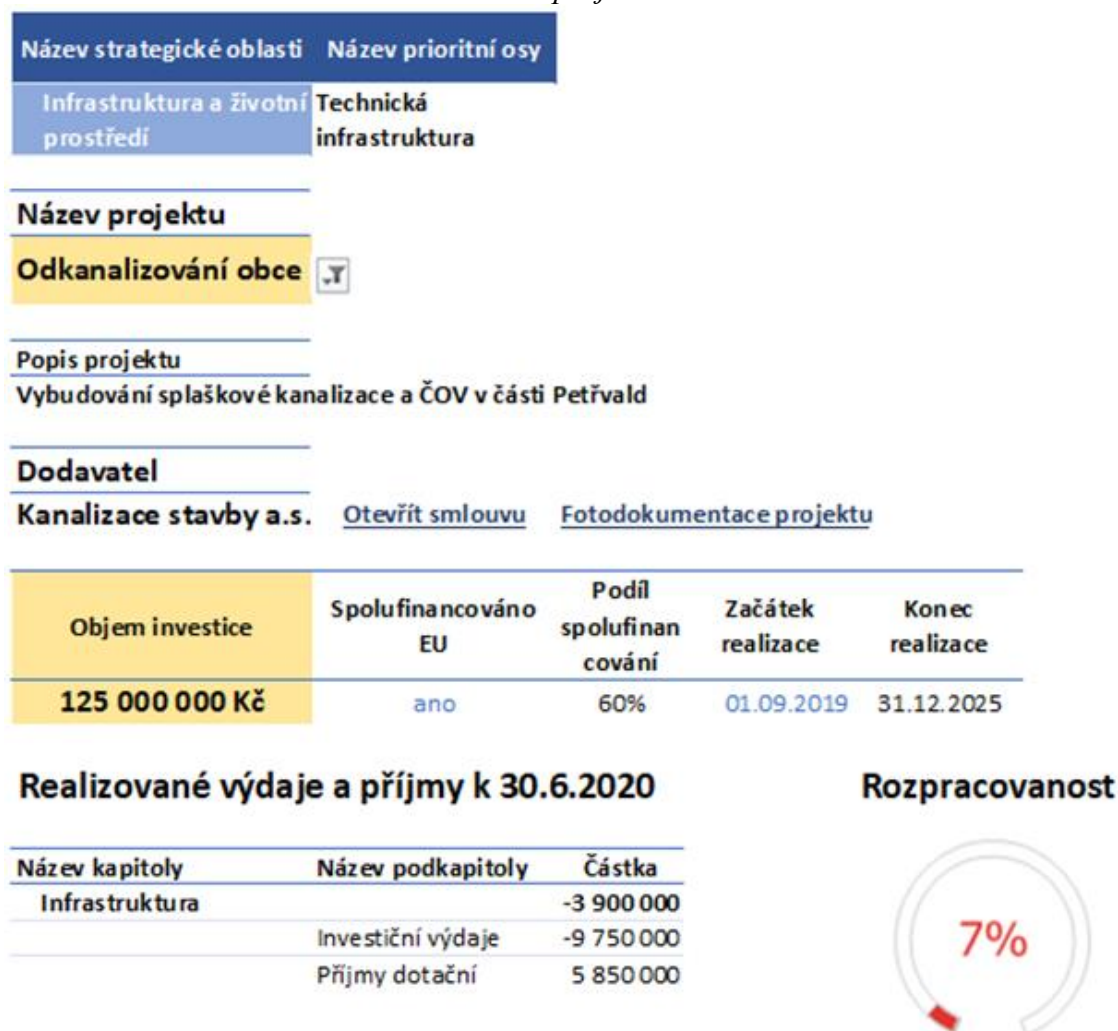 Název strategické oblasti Název prioritní osy
Infrastruktura a životní Technická
prostředí infrastruktura
Název projektu
Odkanalizování obce
Popis projektu
Vybudování splaškové kanalizace a ČOV v části Petřvald
Dodavatel
Kanalizace stavby a.s. Otevřít smlouvu Fotodokumentace projektu
Objem investice Spolufinancováno EU Podíl spolufinan cování Začátek realizace Konec realizace
125 000 000 Kč ano 60% 01.09.2019 31.12.2025
Realizované výdaje a příjmy k 30.6.2020 Rozpracovanost
Název kapitoly Název podkapitoly Částka
Infrastruktura -3 900 000
Investiční výdaje -9 750 000
Příjmy dotační 5 850 000
7%